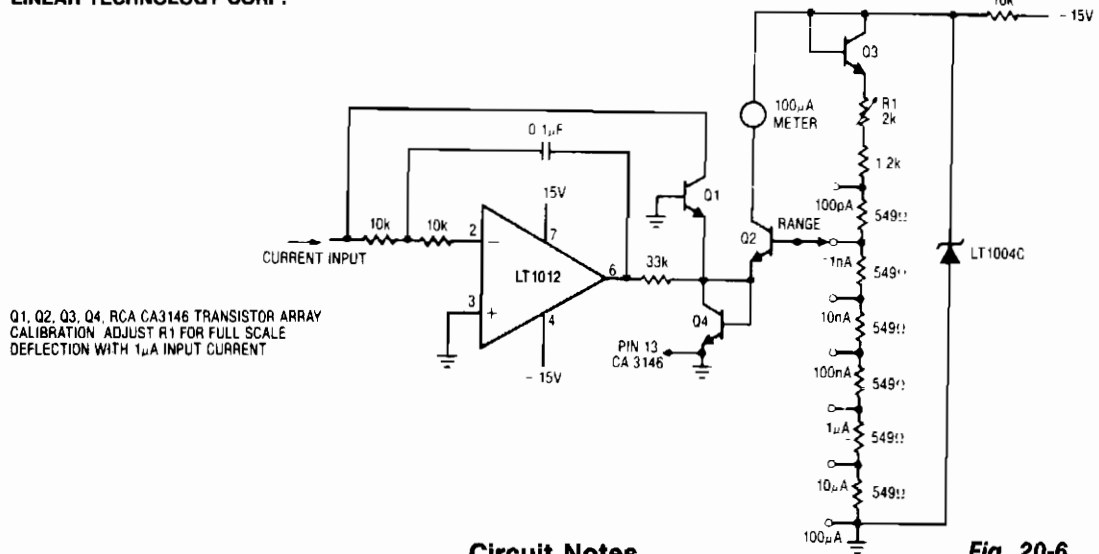 LINEAR TECHNOLOGY CORP.
10k
- 15V
Q3
100μA
METER
R1
2k
0.1μF
1.2k
15V
Q1
100pA
549Ω
10k
10k
7
RANGE
2
Q2
CURRENT INPUT
1nA
LT1004C
LT1012
6
33k
549Ω
3
10nA
Q4
549Ω
4
Q1, Q2, Q3, Q4, RCA CA3146 TRANSISTOR ARRAY
CALIBRATION ADJUST R1 FOR FULL SCALE
DEFLECTION WITH 1μA INPUT CURRENT
PIN 13
CA 3146
- 15V
100nA
549Ω
1μA
549Ω
10μA
549Ω
100μA
Circuit Notes
Fig. 20-6